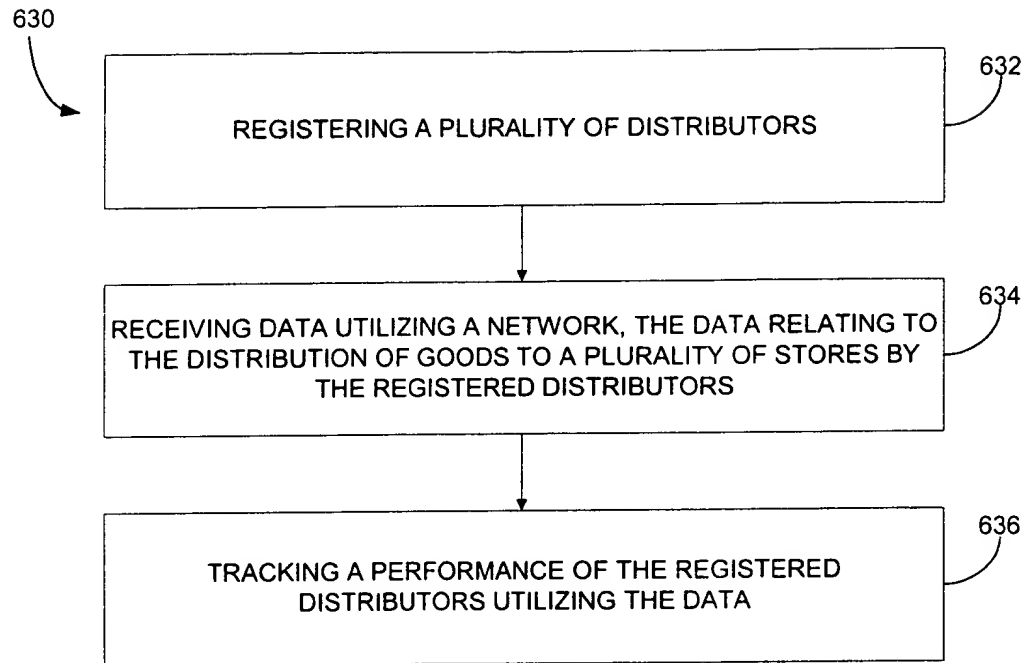 630
632
REGISTERING A PLURALITY OF DISTRIBUTORS
634
RECEIVING DATA UTILIZING A NETWORK, THE DATA RELATING TO
THE DISTRIBUTION OF GOODS TO A PLURALITY OF STORES BY
THE REGISTERED DISTRIBUTORS
636
TRACKING A PERFORMANCE OF THE REGISTERED
DISTRIBUTORS UTILIZING THE DATA